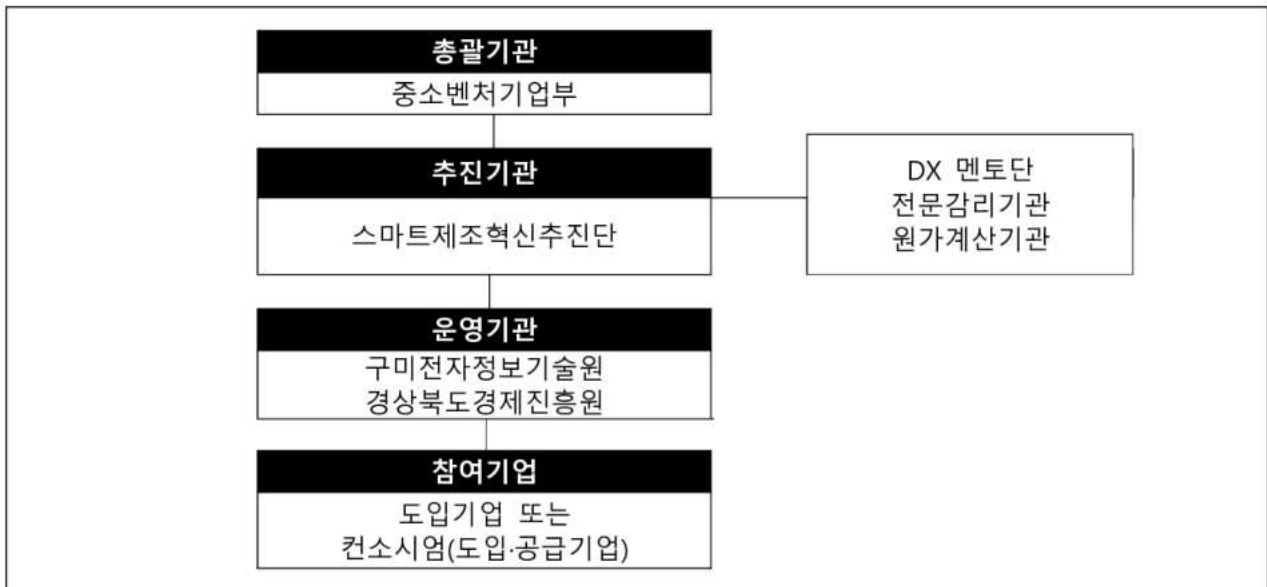 총괄기관
중소벤처기업부
추진기관
스마트제조혁신추진단
DX 멘토단
전문감리기관
원가계산기관
운영기관
구미전자정보기술원
경상북도경제진흥원
참여기업
도입기업 또는
컨소시엄(도입·공급기업)